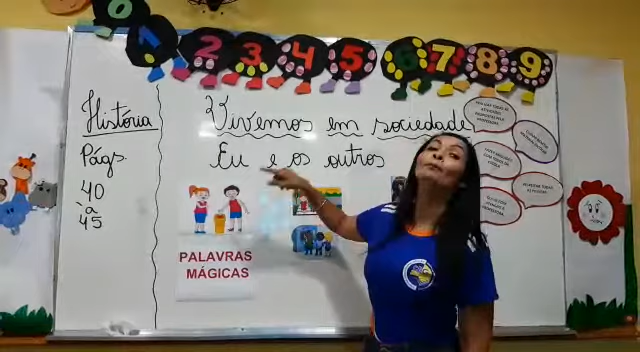 0 1 2 3 4 5 6 7 8 9
História
Págs.
40
a
45
Vivemos em sociedade
Eu e os outros
PALAVRAS
MÁGICAS